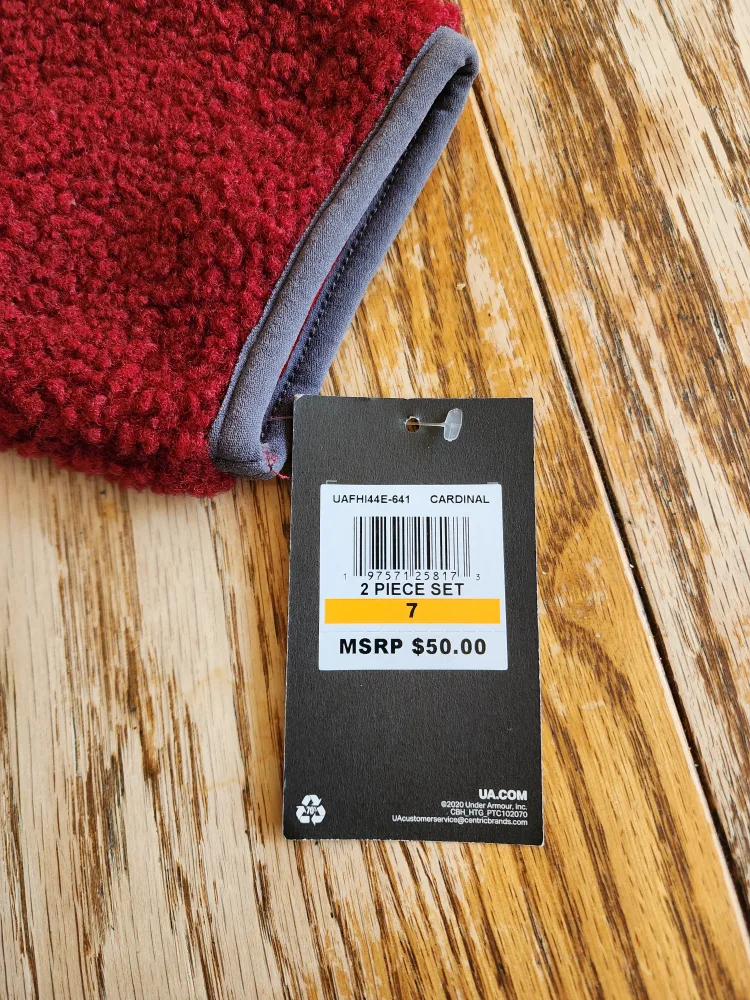 UAFHI44E-641 CARDINAL
1 97571 25817 3
2 PIECE SET
7
MSRP $50.00
UA.COM
©2020 Under Armour, Inc.
CBH_HTG_PTC102070
UAcustomerservice@centricbrands.com
70%